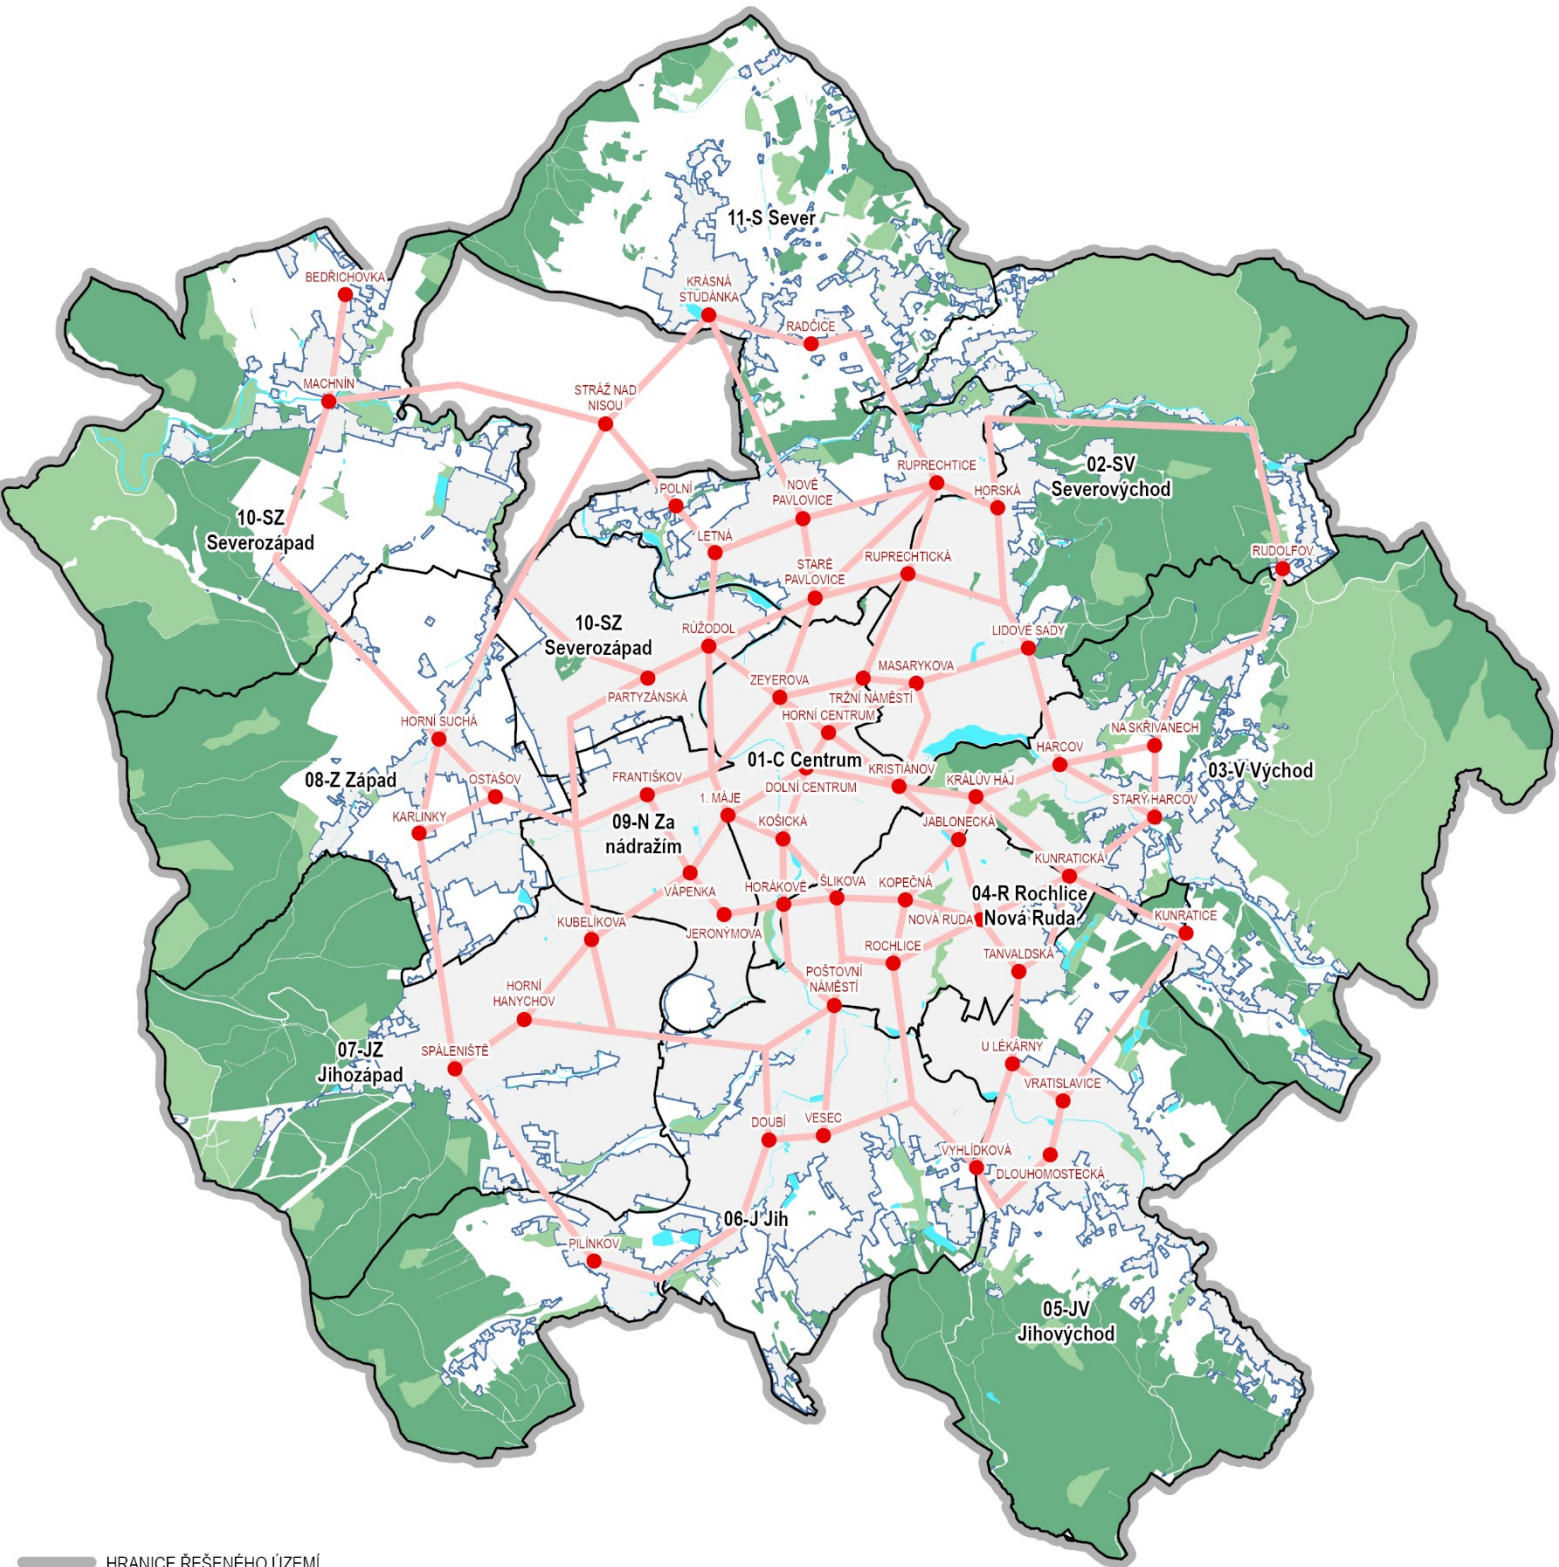 11-S Sever
BEDŘICHOVKA
KRÁSNÁ
STUDÁNKA
RADČICE
MACHNÍN
STRÁŽ NAD
NISOU
RUPRECHTICE
02-SV
Severovýchod
POLNÍ
NOVÉ
PAVLOVICE
HORSKÁ
10-SZ
Severozápad
LETNÁ
RUPRECHTICKÁ
RUDOLFOV
STARÉ
PAVLOVICE
10-SZ
Severozápad
RŮŽODOL
LIDOVÉ SADY
MASARYKOVA
ZEYEROVA
PARTYZÁNSKÁ
TRŽNÍ NÁMĚSTÍ
HORNÍ SUCHÁ
HORNÍ CENTRUM
NA SKŘIVANECH
HARCOV
01-C Centrum
03-V Východ
08-Z Západ
OSTAŠOV
FRANTIŠKOV
KRISTIÁNOV
KRÁLŮV HÁJ
DOLNÍ CENTRUM
1. MÁJE
STARÝ HARCOV
KARLINKY
09-N Za
nádražím
KOŠICKÁ
JABLONECKÁ
KUNRATICKÁ
VÁPENKA
HORÁKOVÉ
ŠLIKOVA
KOPEČNÁ
04-R Rochlice
Nová Ruda
KUNRATICE
KUBELÍKOVA
JERONÝMOVA
NOVÁ RUDA
ROCHLICE
TANVALDSKÁ
HORNÍ
HANYCHOV
POŠTOVNÍ
NÁMĚSTÍ
07-JZ
Jihozápad
SPÁLENIŠTĚ
U LÉKÁRNY
VRATISLAVICE
DOUBÍ
VESEC
VYHLÍDKOVÁ
DLOUHOMOSTECKÁ
06-J Jih
PILÍNKOV
05-JV
Jihovýchod
HRANICE ŘEŠENÉHO ÚZEMÍ